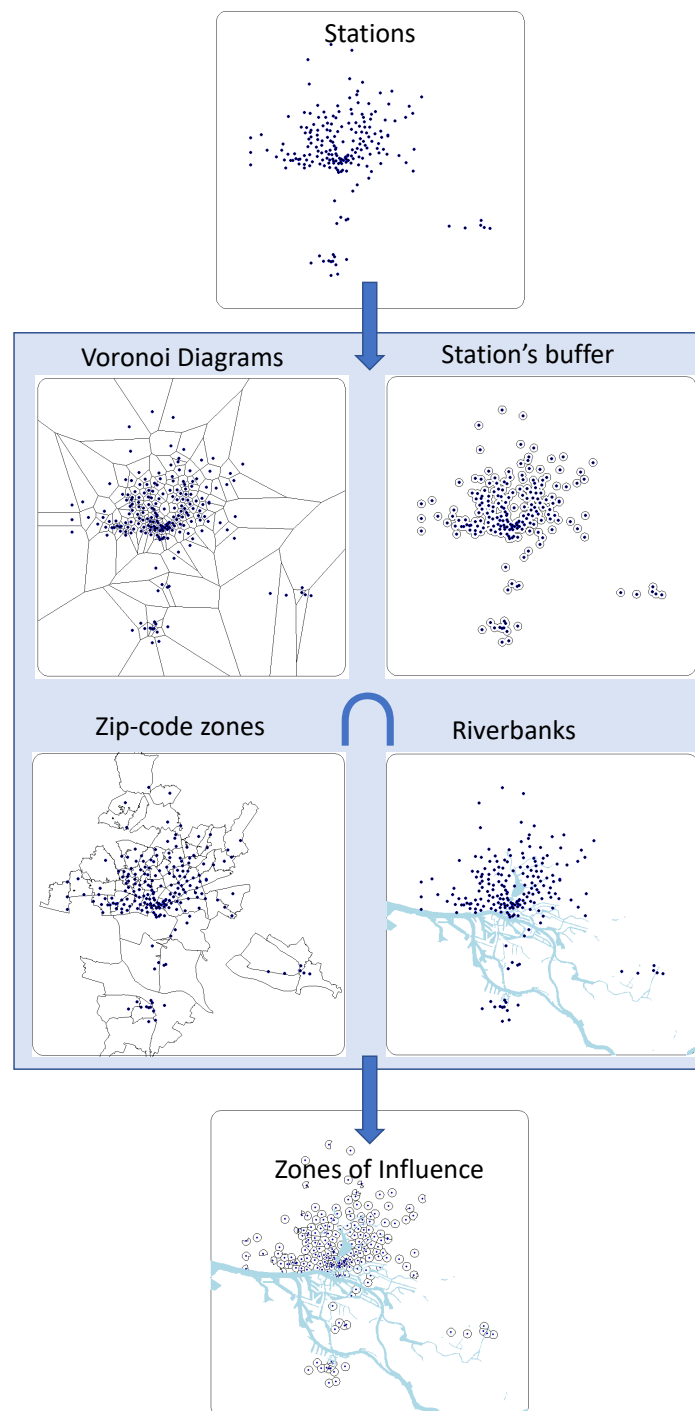 Stations
Voronoi Diagrams
Station's buffer
Zip-code zones
Riverbanks
Zones of Influence